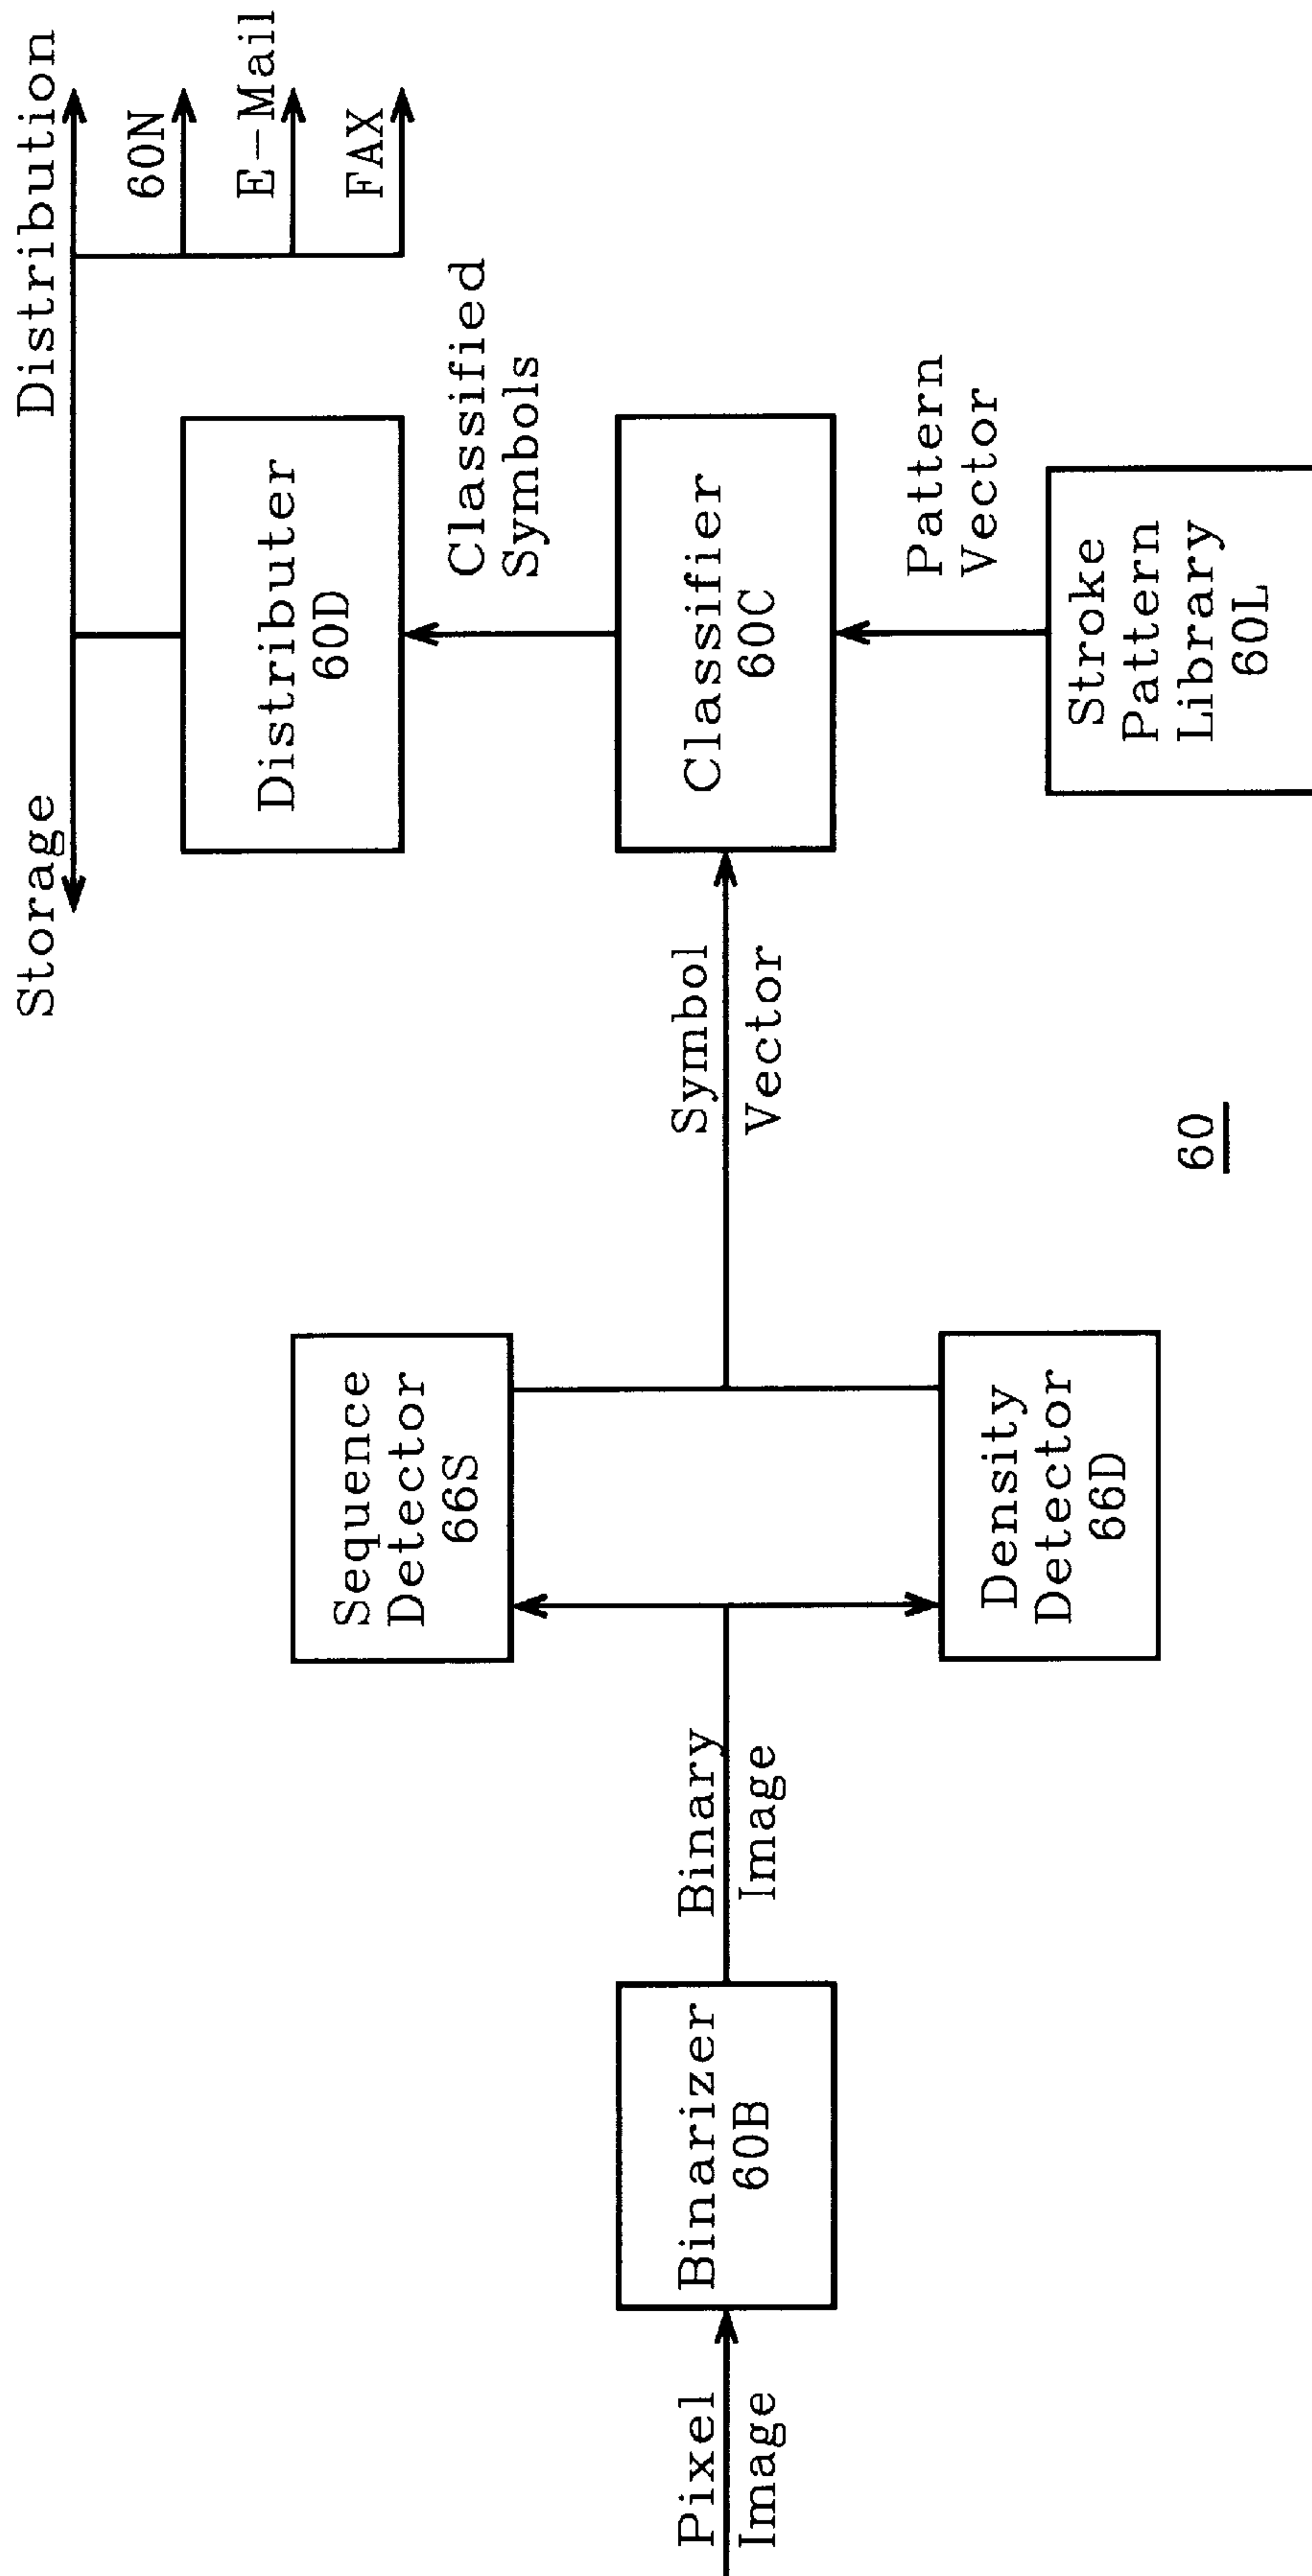 Pixel
Image
Binarizer
60B
Binary
Image
Sequence
Detector
66S
Density
Detector
66D
Symbol
Vector
60
Storage
Distribution
60N
E-Mail
FAX
Distributer
60D
Classified
Symbols
Classifier
60C
Pattern
Vector
Stroke
Pattern
Library
60L